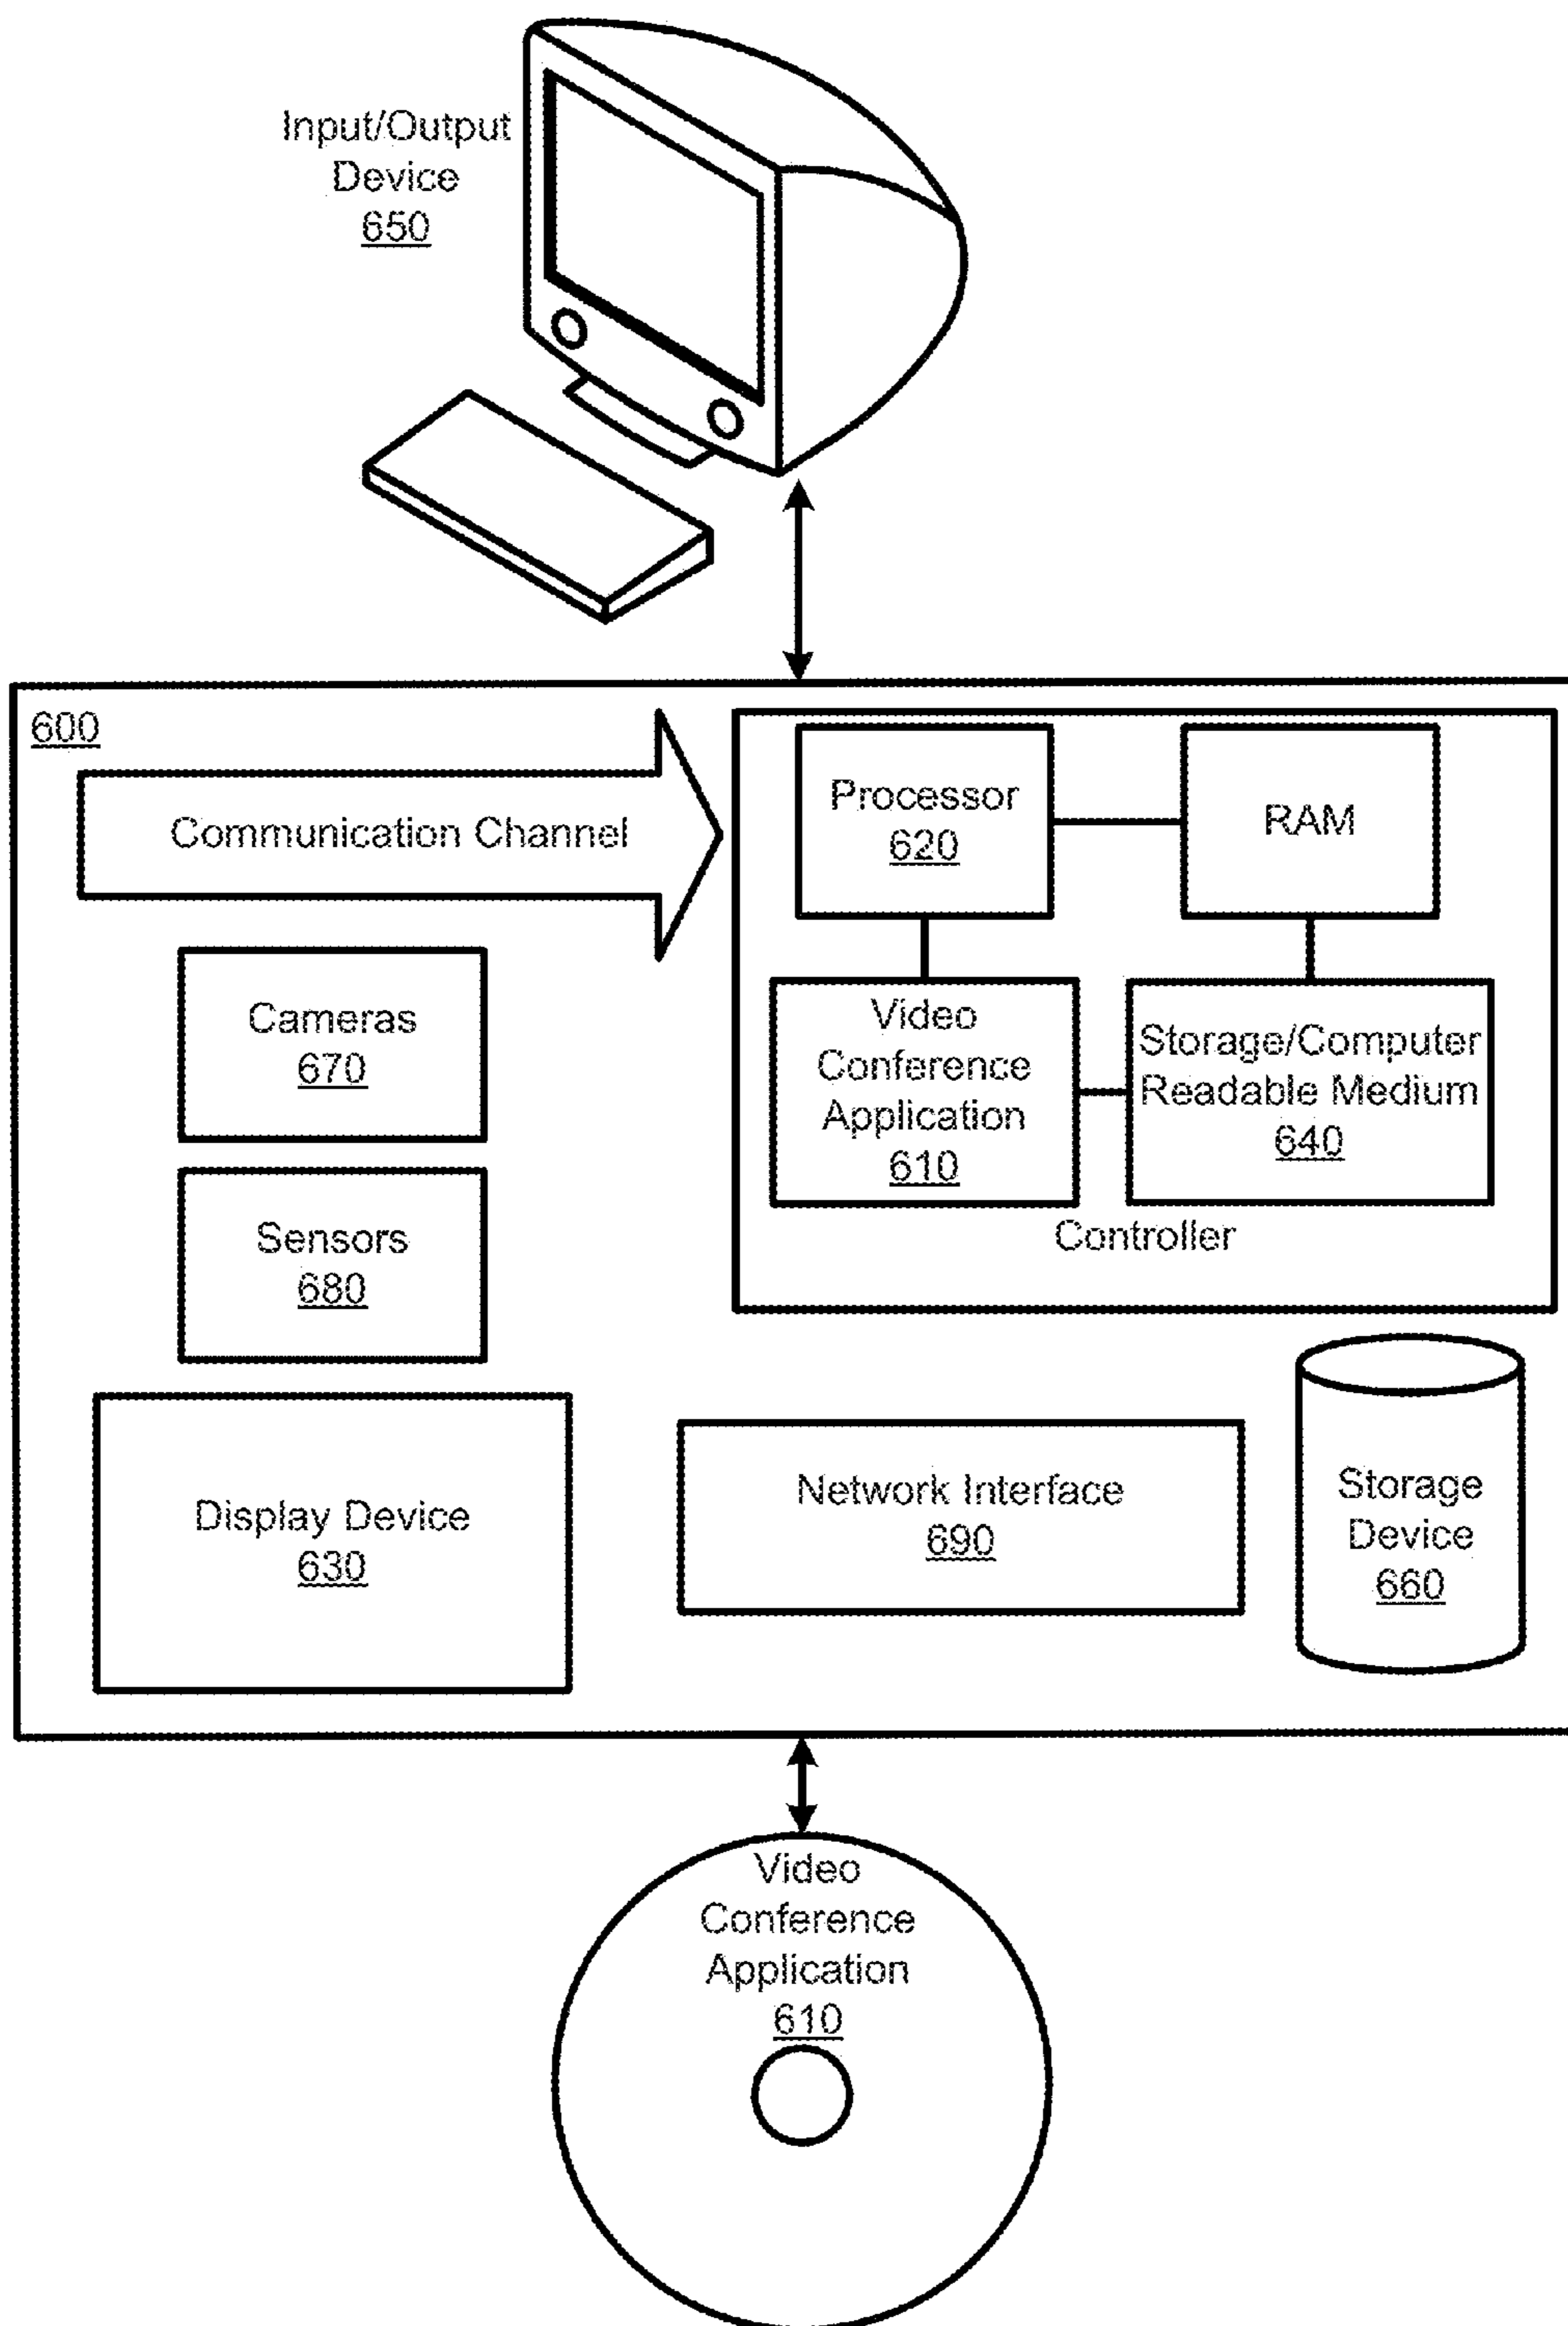 Input/Output
Device
650
600
Communication Channel
Processor
620
RAM
Cameras
670
Video
Conference
Application
610
Storage/Computer
Readable Medium
640
Controller
Sensors
680
Display Device
630
Network Interface
690
Storage
Device
660
Video
Conference
Application
610